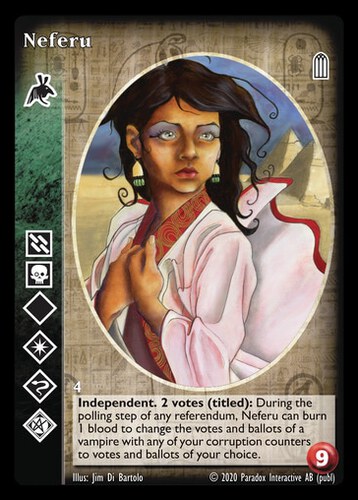 Neferu
4
Independent. 2 votes (titled): During the
polling step of any referendum, Neferu can burn
1 blood to change the votes and ballots of a
vampire with any of your corruption counters
to votes and ballots of your choice.
9
Illus: Jim Di Bartolo © 2020 Paradox Interactive AB (publ)